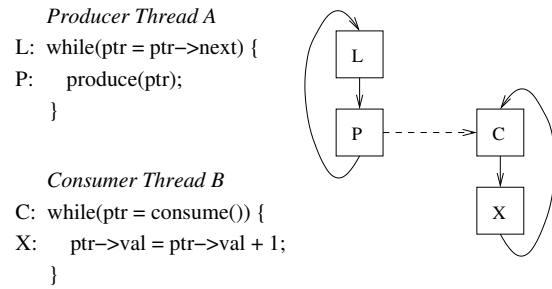 Producer Thread A
L: while(ptr = ptr−>next) {
P: produce(ptr);
}
Consumer Thread B
C: while(ptr = consume()) {
X: ptr−>val = ptr−>val + 1;
}
L
P
C
X